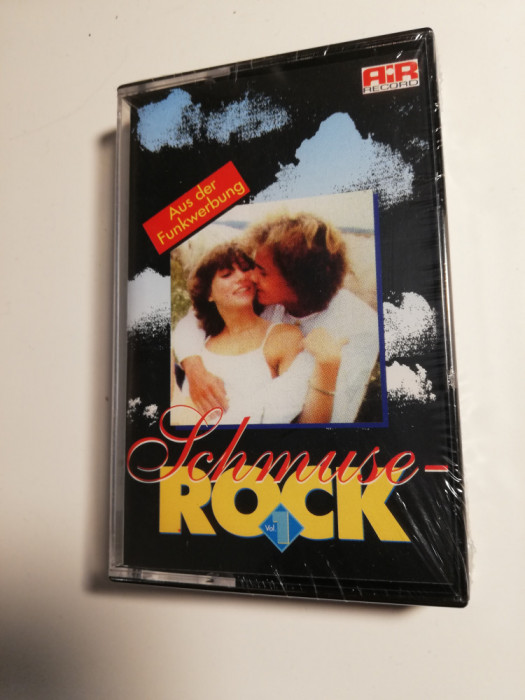 AIR
RECORD
Aus der
Funkwerbung
Schmuse-
ROCK
Vol.
1